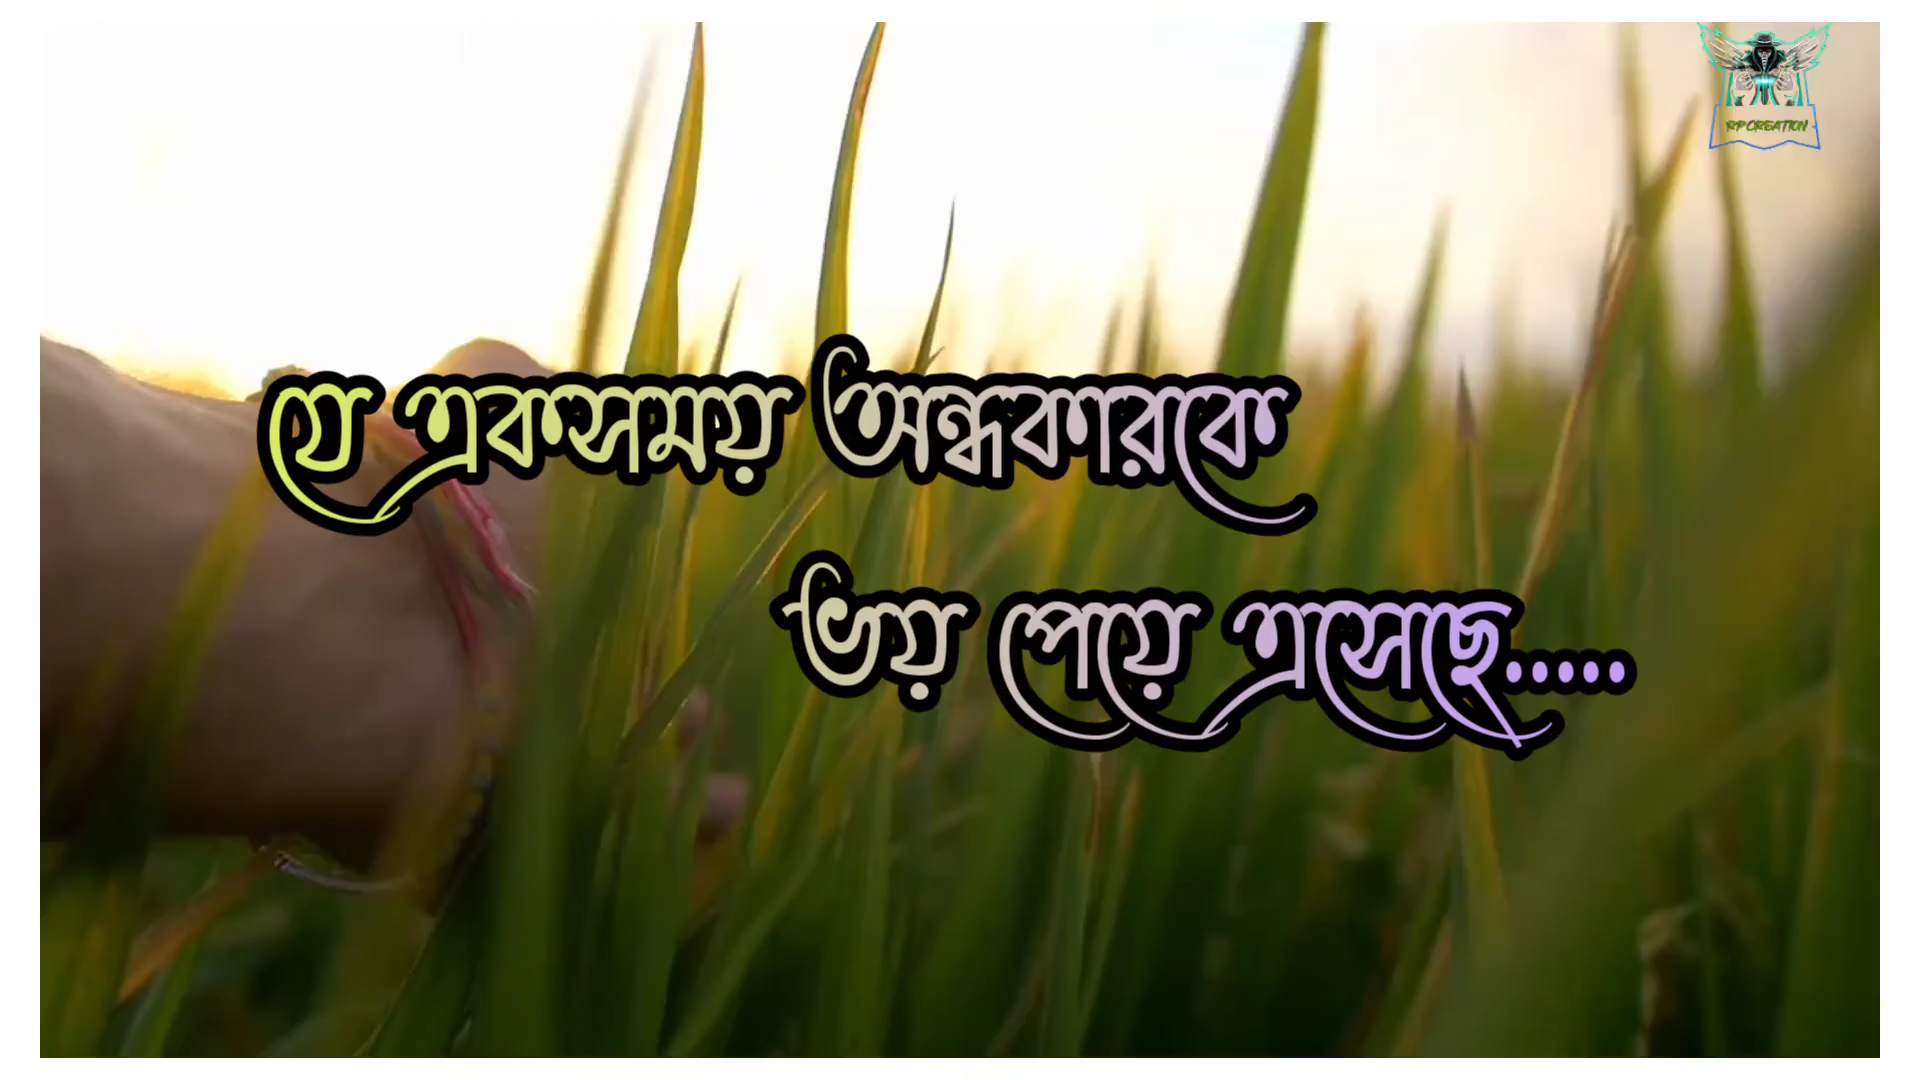 RP CREATION
যে একসময় অন্ধকারকে
ভয় পেয়ে এসেছে.....